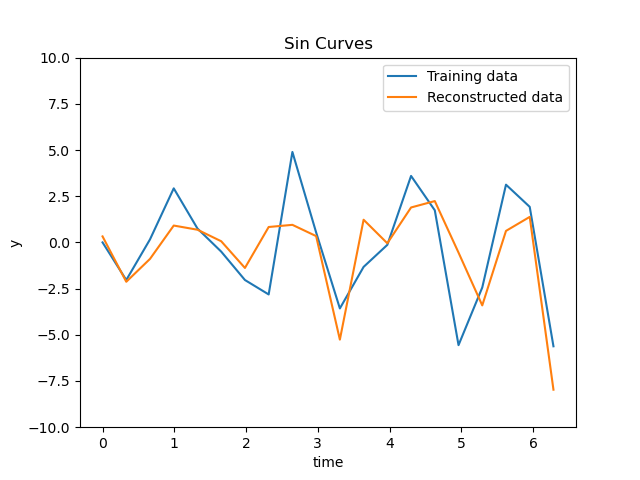 Sin Curves
10.0
7.5
5.0
2.5
0.0
−2.5
−5.0
−7.5
−10.0
y
Training data
Reconstructed data
0 1 2 3 4 5 6
time